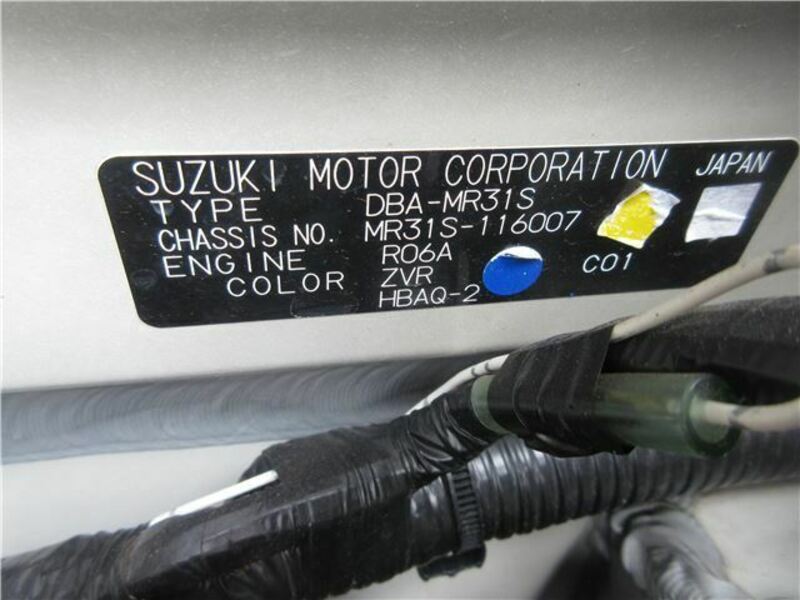 SUZUKI MOTOR CORPORATION JAPAN
TYPE DBA-MR31S
CHASSIS NO. MR31S-116007
ENGINE R06A C01
COLOR ZVR
HBAQ-2